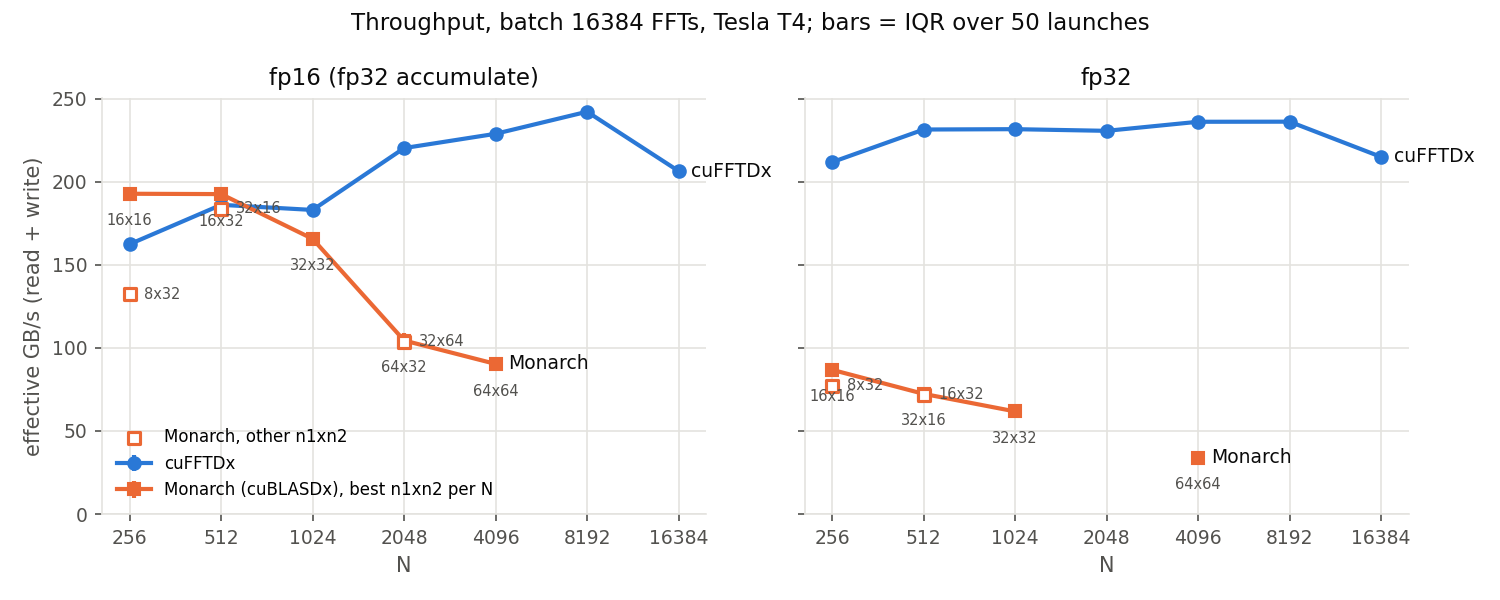 Throughput, batch 16384 FFTs, Tesla T4; bars = IQR over 50 launches
fp16 (fp32 accumulate)
effective GB/s (read + write)
250
200
150
100
50
0
cuFFTDx
16x16
16x32
32x16
32x32
8x32
32x64
64x32
Monarch
64x64
Monarch, other n1xn2
cuFFTDx
Monarch (cuBLASDx), best n1xn2 per N
256 512 1024 2048 4096 8192 16384
N
fp32
cuFFTDx
8x32
16x16
16x32
32x16
32x32
Monarch
64x64
256 512 1024 2048 4096 8192 16384
N